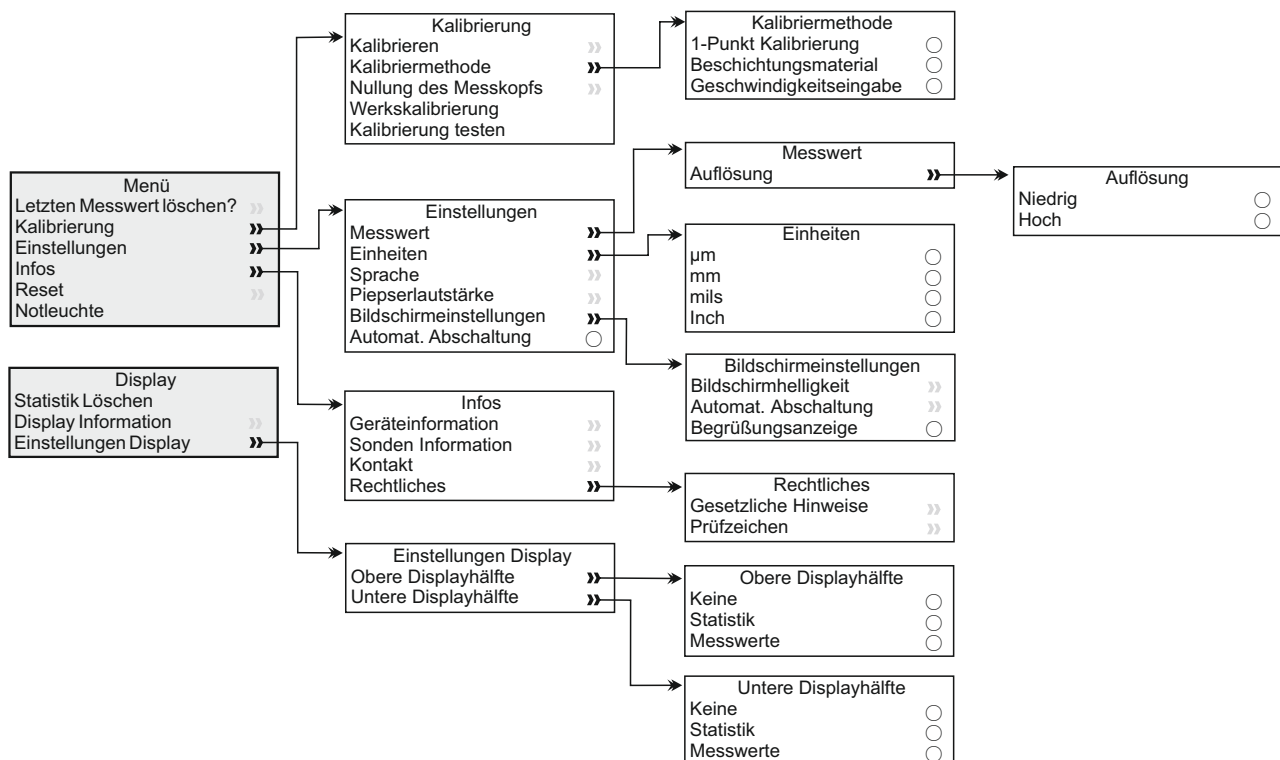 Menü
Letzten Messwert löschen?
Kalibrierung
Einstellungen
Infos
Reset
Notleuchte
Display
Statistik Löschen
Display Information
Einstellungen Display
Kalibrierung
Kalibrieren
Kalibriermethode
Nullung des Messkopfs
Werkskalibrierung
Kalibrierung testen
Einstellungen
Messwert
Einheiten
Sprache
Piepserlautstärke
Bildschirmeinstellungen
Automat. Abschaltung
Infos
Geräteinformation
Sonden Information
Kontakt
Rechtliches
Einstellungen Display
Obere Displayhälfte
Untere Displayhälfte
Kalibriermethode
1-Punkt Kalibrierung
Beschichtungsmaterial
Geschwindigkeitseingabe
Messwert
Auflösung
Einheiten
µm
mm
mils
Inch
Bildschirmeinstellungen
Bildschirmhelligkeit
Automat. Abschaltung
Begrüßungsanzeige
Rechtliches
Gesetzliche Hinweise
Prüfzeichen
Obere Displayhälfte
Keine
Statistik
Messwerte
Untere Displayhälfte
Keine
Statistik
Messwerte
Auflösung
Niedrig
Hoch